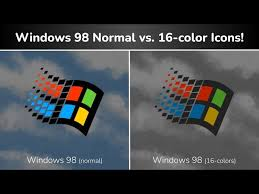 Windows 98 Normal vs. 16-color Icons!
Windows 98 (normal)
Windows 98 (16-colors)